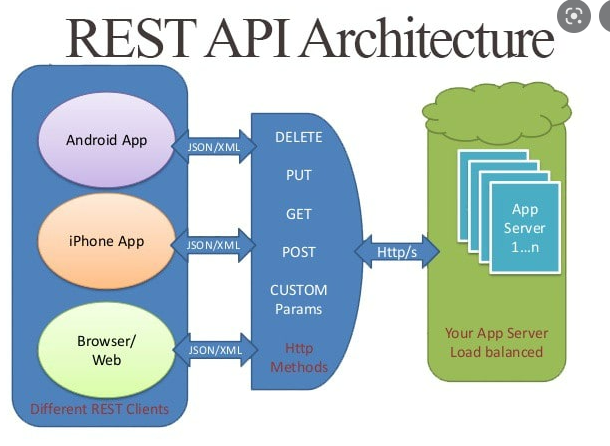 REST API Architecture
Android App
JSON/XML
iPhone App
JSON/XML
Browser/
Web
JSON/XML
Different REST Clients
DELETE
PUT
GET
POST
CUSTOM
Params
Http
Methods
Http/s
App
Server
1...n
Your App Server
Load balanced